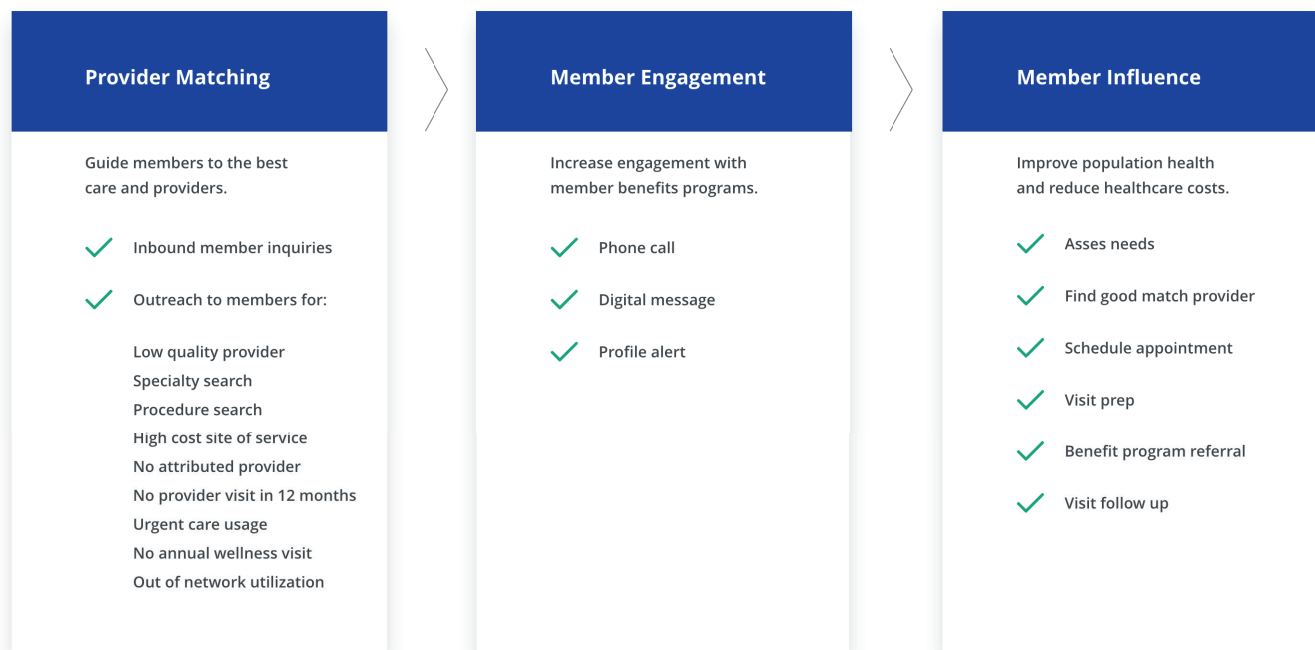 Provider Matching
Guide members to the best
care and providers.
Inbound member inquiries
Outreach to members for:
Low quality provider
Specialty search
Procedure search
High cost site of service
No attributed provider
No provider visit in 12 months
Urgent care usage
No annual wellness visit
Out of network utilization
Member Engagement
Increase engagement with
member benefits programs.
Phone call
Digital message
Profile alert
Member Influence
Improve population health
and reduce healthcare costs.
Asses needs
Find good match provider
Schedule appointment
Visit prep
Benefit program referral
Visit follow up